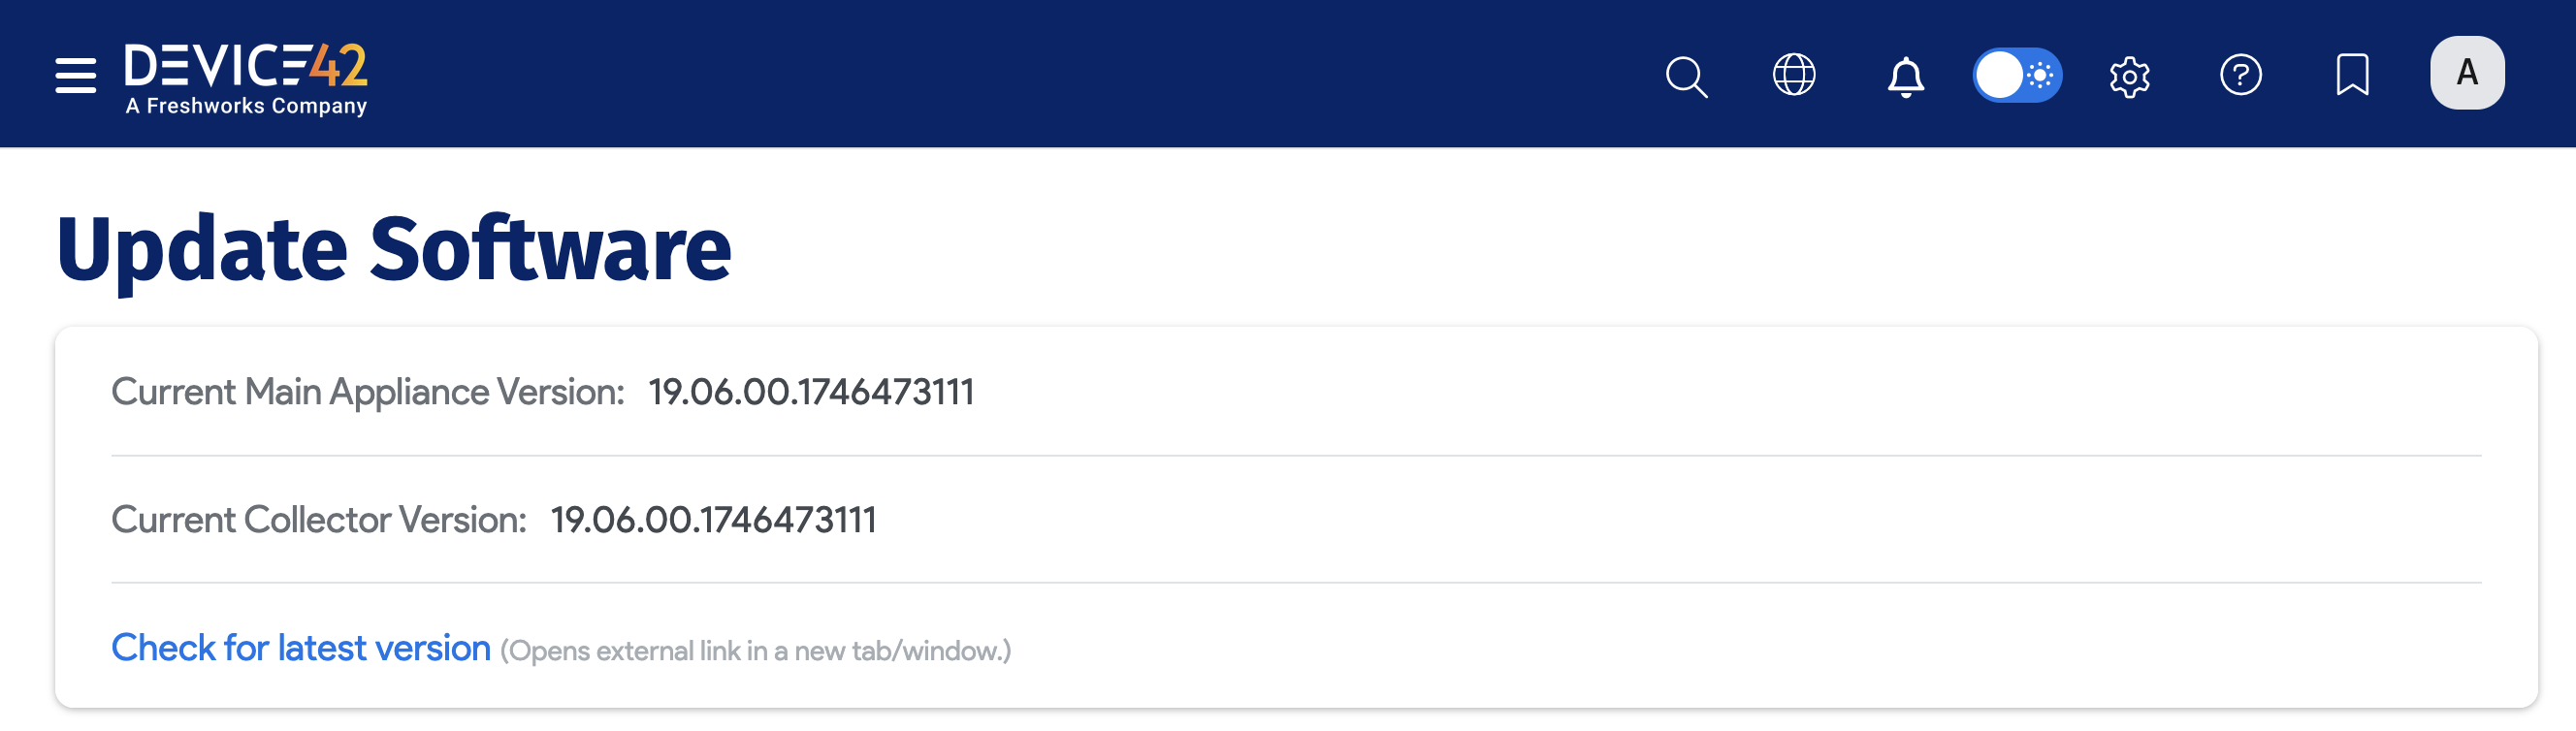 DEVICE42
A Freshworks Company
?
A
Update Software
Current Main Appliance Version: 19.06.00.1746473111
Current Collector Version: 19.06.00.1746473111
Check for latest version (Opens external link in a new tab/window.)